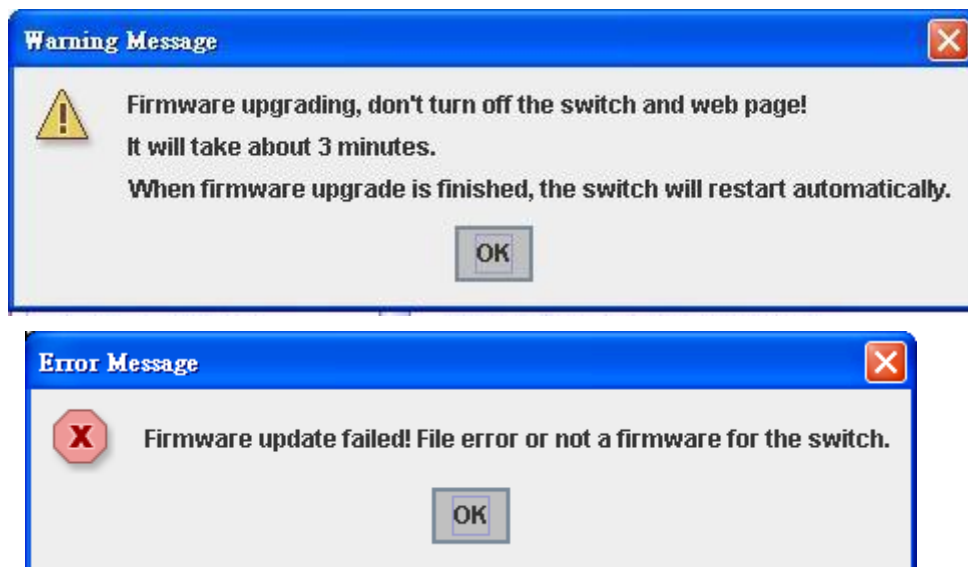 Warning Message
Firmware upgrading, don't turn off the switch and web page!
It will take about 3 minutes.
When firmware upgrade is finished, the switch will restart automatically.
OK
Error Message
Firmware update failed! File error or not a firmware for the switch.
OK